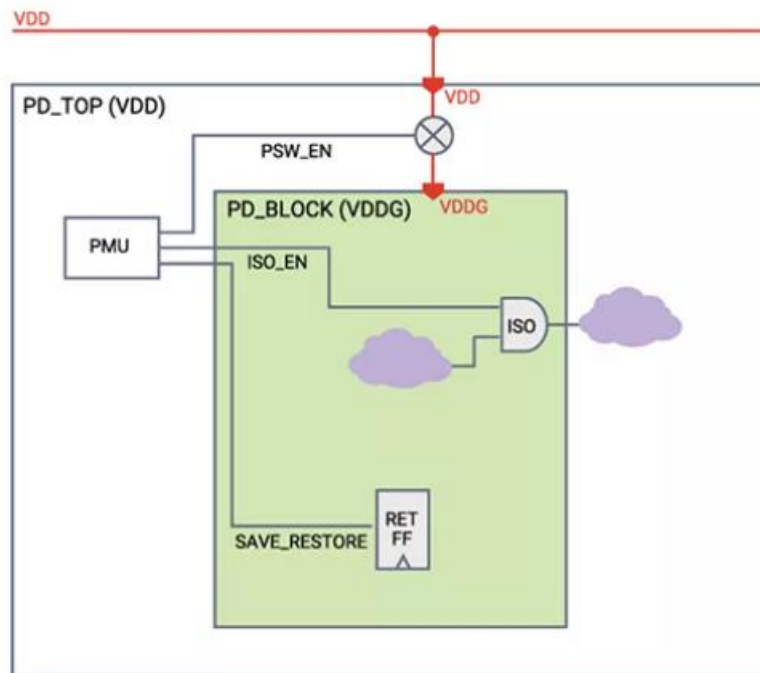 VDD
PD_TOP (VDD)
VDD
PSW_EN
PD_BLOCK (VDDG)
VDDG
PMU
ISO_EN
ISO
SAVE_RESTORE
RET
FF